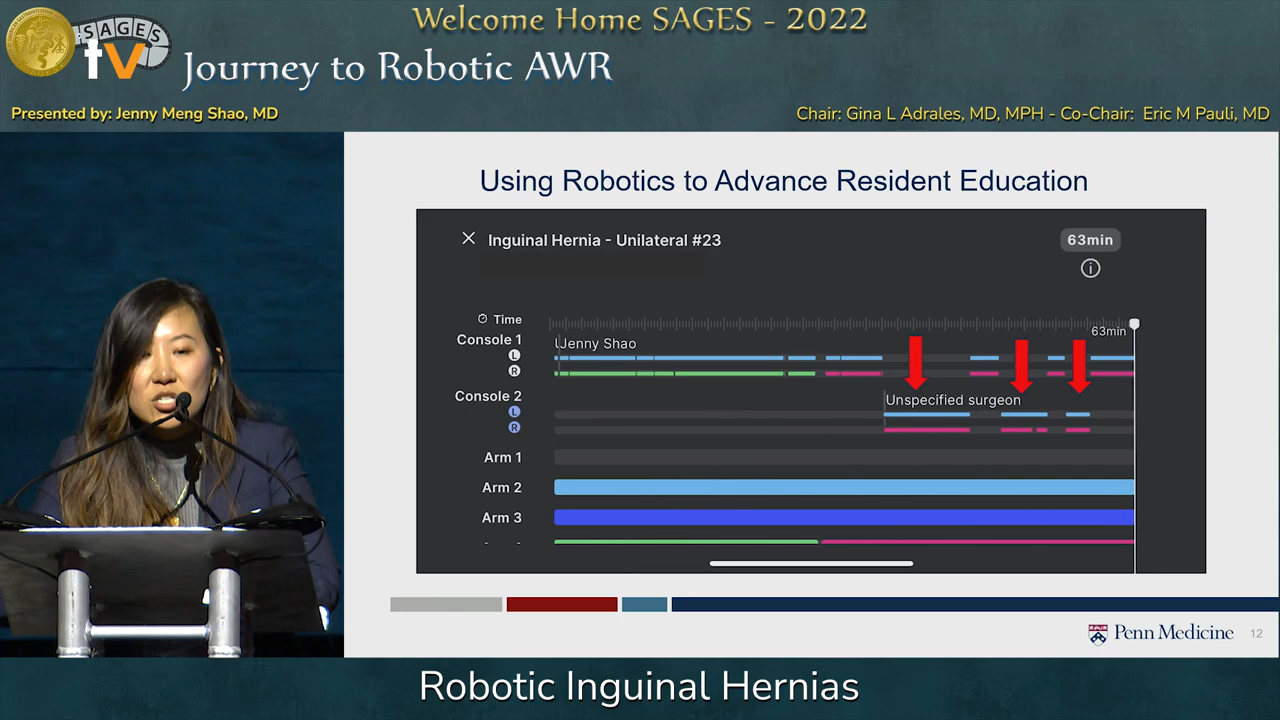 Welcome Home SAGES - 2022
SAGES
tv
Journey to Robotic AWR
Presented by: Jenny Meng Shao, MD
Chair: Gina L Adrales, MD, MPH - Co-Chair: Eric M Pauli, MD
Using Robotics to Advance Resident Education
Inguinal Hernia - Unilateral #23
63min
Time
63min
Console 1
Jenny Shao
L
R
Console 2
Unspecified surgeon
L
R
Arm 1
Arm 2
Arm 3
Penn Medicine
12
Robotic Inguinal Hernias